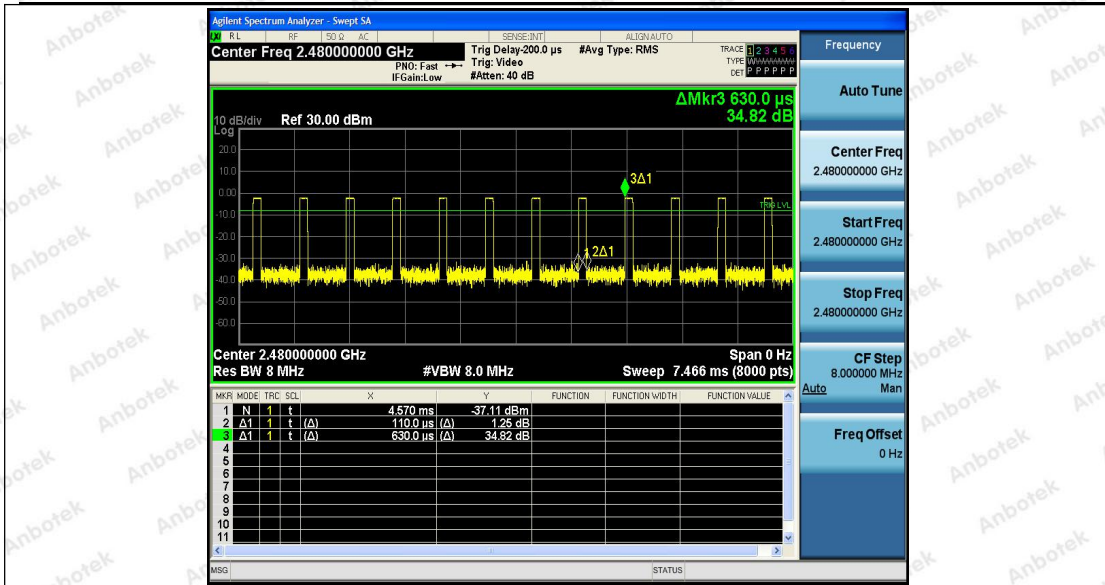 Agilent Spectrum Analyzer - Swept SA
RL RF 50 Ω AC SENSE:INT ALIGNAUTO
Center Freq 2.480000000 GHz
PNO: Fast
IFGain:Low
Trig Delay-200.0 µs
Trig: Video
#Atten: 40 dB
#Avg Type: RMS
TRACE 1 2 3 4 5 6
TYPE
DET P P P P P P
ΔMkr3 630.0 µs
34.82 dB
10 dB/div Ref 30.00 dBm
Log
20.0
10.0
0.00
-10.0
-20.0
-30.0
-40.0
-50.0
-60.0
3Δ1
TRIG LVL
1 2Δ1
Center 2.480000000 GHz Span 0 Hz
Res BW 8 MHz #VBW 8.0 MHz Sweep 7.466 ms (8000 pts)
MKR MODE TRC SCL X Y FUNCTION FUNCTION WIDTH FUNCTION VALUE
1 N 1 t 4.570 ms -37.11 dBm
2 Δ1 1 t (Δ) 110.0 µs (Δ) 1.25 dB
3 Δ1 1 t (Δ) 630.0 µs (Δ) 34.82 dB
4
5
6
7
8
9
10
11
MSG STATUS
Frequency
Auto Tune
Center Freq
2.480000000 GHz
Start Freq
2.480000000 GHz
Stop Freq
2.480000000 GHz
CF Step
8.000000 MHz
Auto Man
Freq Offset
0 Hz
Anbotek